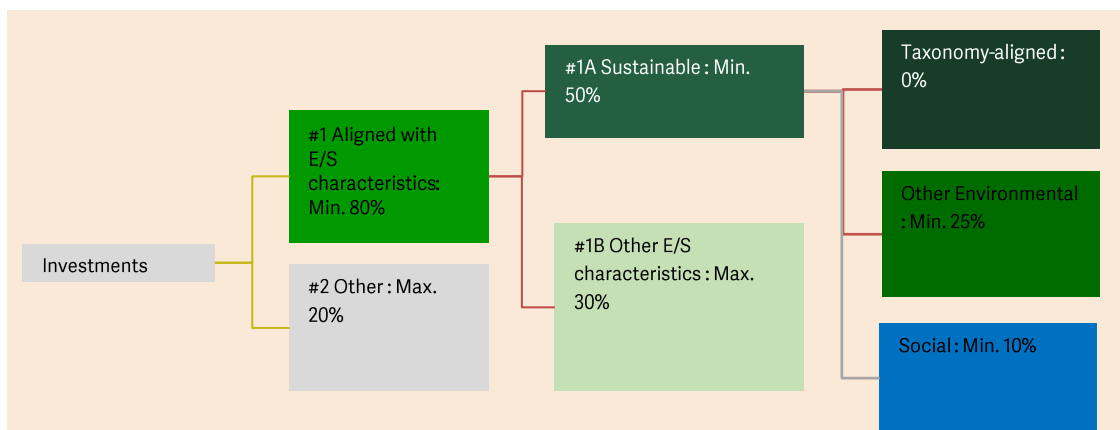 Investments
#1 Aligned with
E/S
characteristics:
Min. 80%
#2 Other : Max.
20%
#1A Sustainable : Min.
50%
#1B Other E/S
characteristics : Max.
30%
Taxonomy-aligned :
0%
Other Environmental
: Min. 25%
Social : Min. 10%